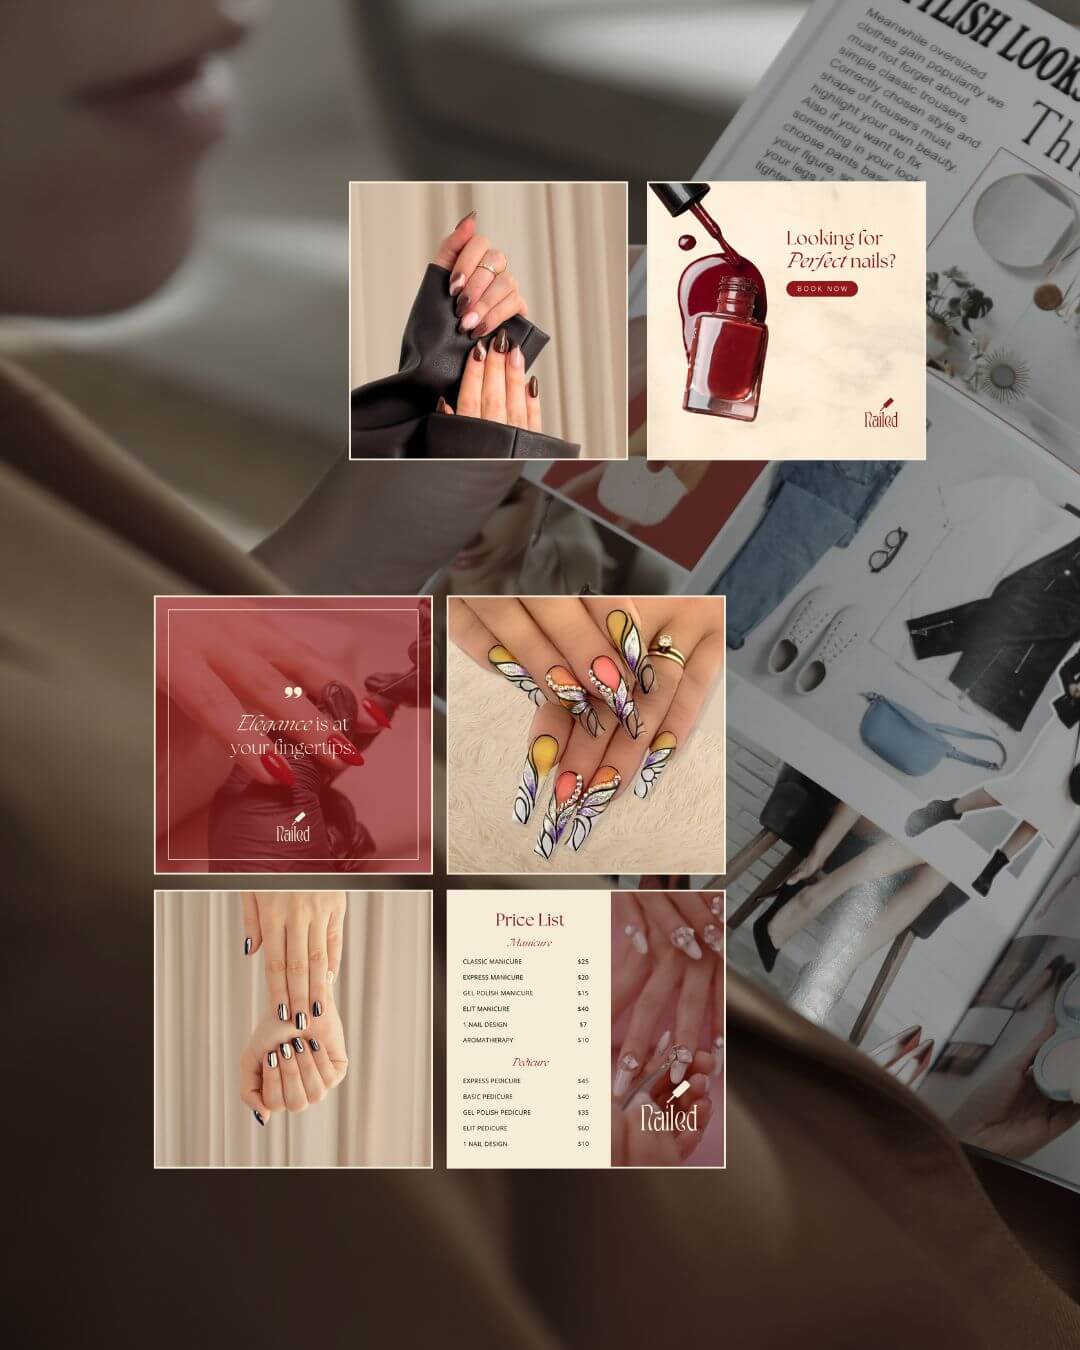 STYLISH LOOKS
Meanwhile oversized
clothes gain popularity we
must not forget about
simple classic trousers.
Correctly chosen style and
shape of trousers must
highlight your own beauty.
Also if you want to fix
something in your look
choose pants
your figure,
your legs
Looking for
Perfect nails?
BOOK NOW
Nailed
Elegance is at
your fingertips.
Nailed
Price List
Manicure
CLASSIC MANICURE $25
EXPRESS MANICURE $20
GEL POLISH MANICURE $15
ELIT MANICURE $40
1 NAIL DESIGN $7
AROMATHERAPY $10
Pedicure
EXPRESS PEDICURE $45
BASIC PEDICURE $40
GEL POLISH PEDICURE $35
ELIT PEDICURE $60
1 NAIL DESIGN $10
Nailed